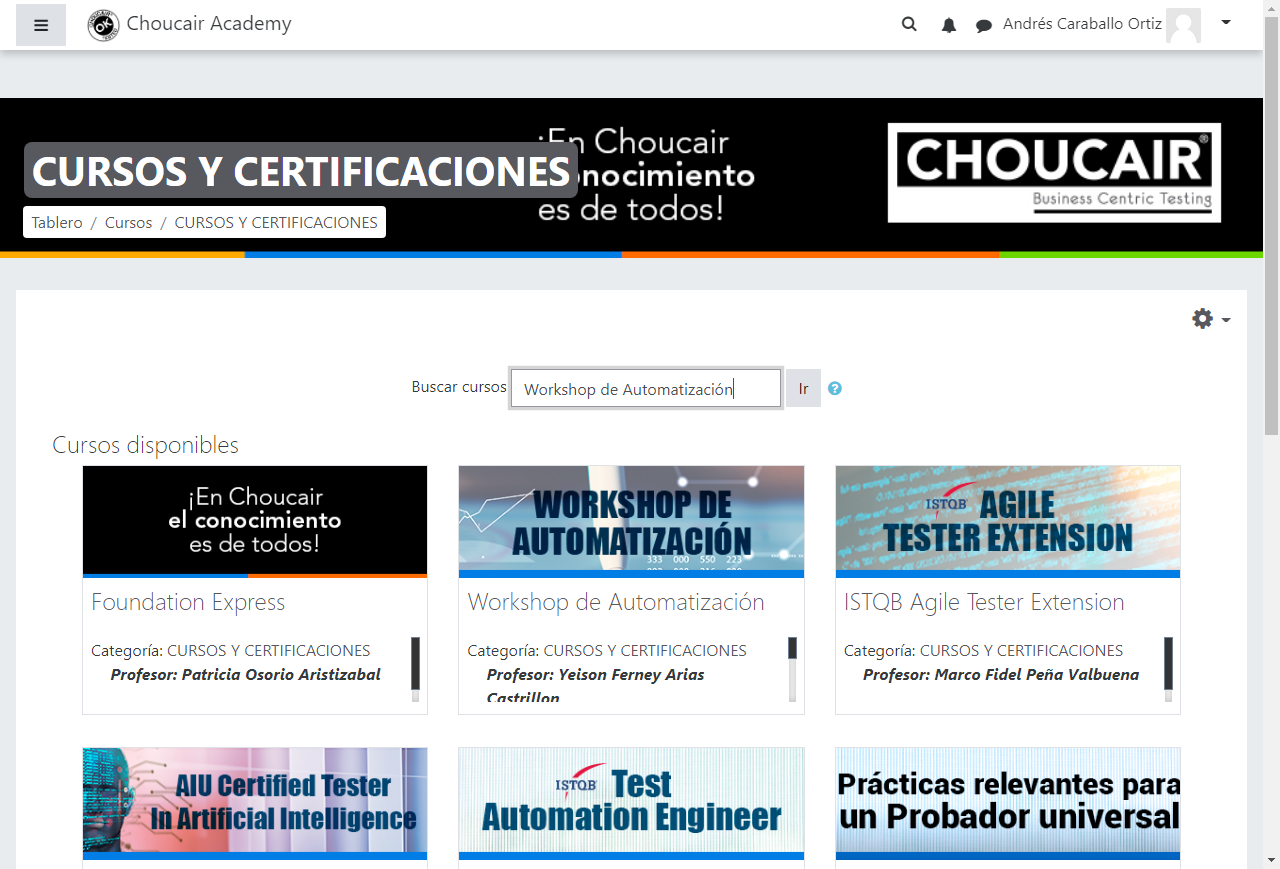 Choucair Academy
Andrés Caraballo Ortiz
¡En Choucair
onocimiento
es de todos!
CHOUCAIR®
Business Centric Testing
CURSOS Y CERTIFICACIONES
Tablero / Cursos / CURSOS Y CERTIFICACIONES
Buscar cursos
Workshop de Automatización
Ir
Cursos disponibles
¡En Choucair
el conocimiento
es de todos!
Foundation Express
Categoría: CURSOS Y CERTIFICACIONES
Profesor: Patricia Osorio Aristizabal
WORKSHOP DE
AUTOMATIZACIÓN
333 000 550 223
Workshop de Automatización
Categoría: CURSOS Y CERTIFICACIONES
Profesor: Yeison Ferney Arias
Castrillon
ISTQB AGILE
TESTER EXTENSION
ISTQB Agile Tester Extension
Categoría: CURSOS Y CERTIFICACIONES
Profesor: Marco Fidel Peña Valbuena
AIU Certified Tester
In Artificial Intelligence
ISTQB Test
Automation Engineer
Prácticas relevantes para
un Probador universal